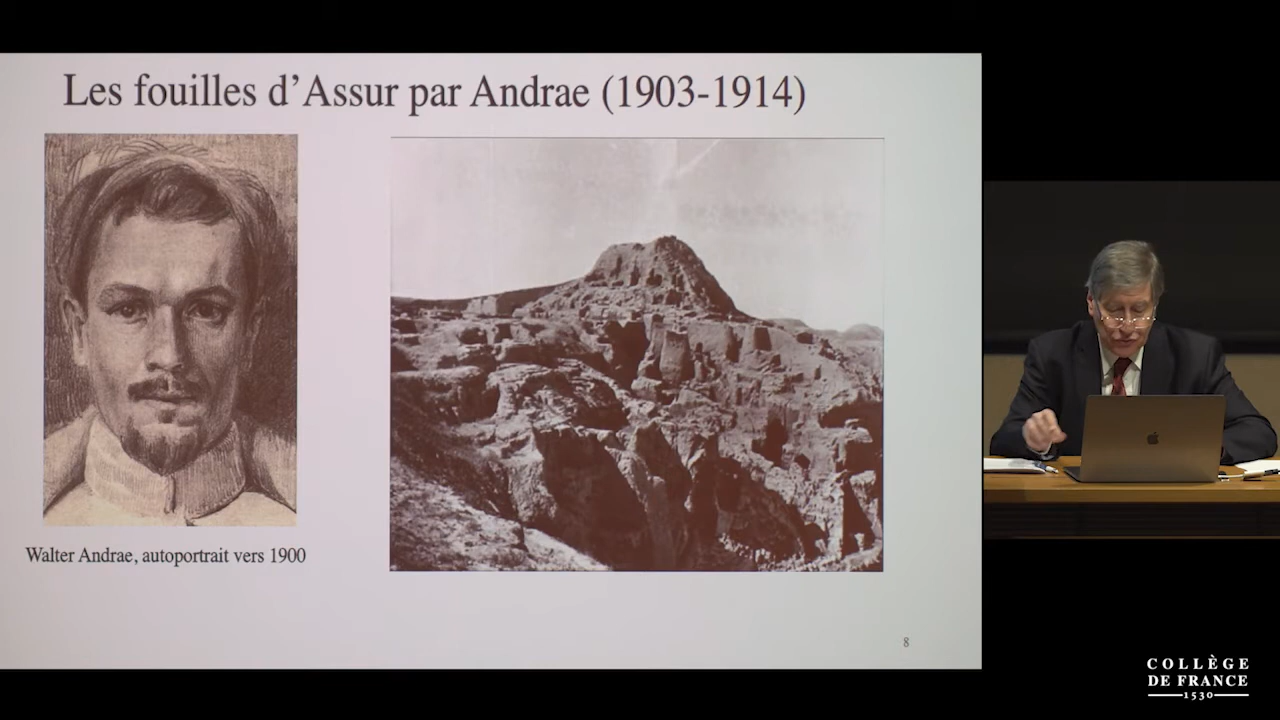 Les fouilles d’Assur par Andrae (1903-1914)
Walter Andrae, autoportrait vers 1900
8
COLLÈGE
DE FRANCE
1530